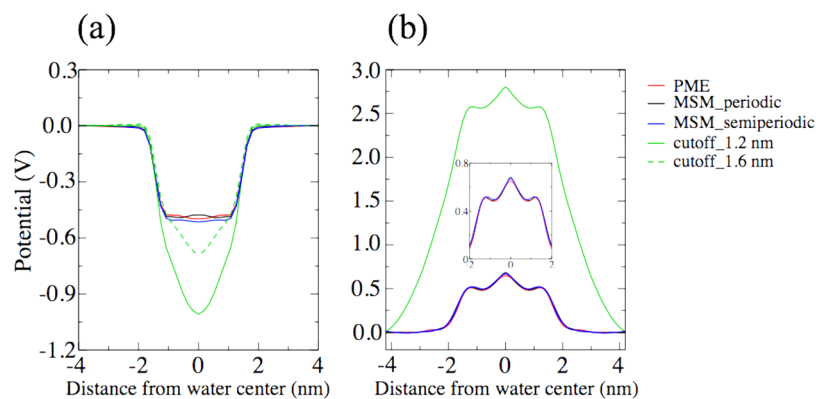 (a)
(b)
0.3
0.0
-0.3
-0.6
-0.9
-1.2
Potential (V)
-4 -2 0 2 4
Distance from water center (nm)
3.0
2.5
2.0
1.5
1.0
0.5
0.0
0.8
0.4
0
-2 0 2
-4 -2 0 2 4
Distance from water center (nm)
PME
MSM_periodic
MSM_semiperiodic
cutoff_1.2 nm
cutoff_1.6 nm